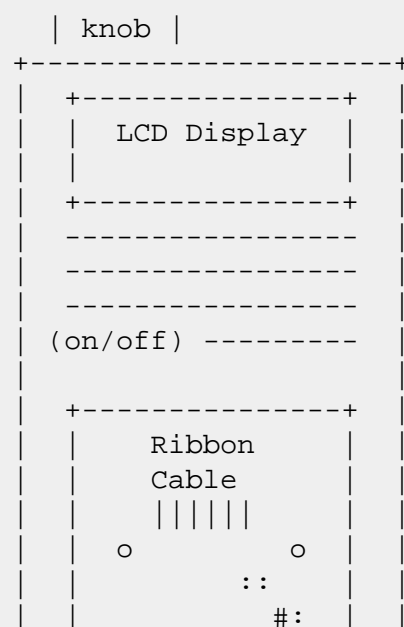 | knob |
+----------------------+
| +----------------+ |
| | LCD Display | |
| | | |
| +----------------+ |
| ----------------- |
| ----------------- |
| ----------------- |
| (on/off) --------- |
| |
| +----------------+ |
| | Ribbon | |
| | Cable | |
| | |||||| | |
| | o o | |
| | :: | |
| | #: | |